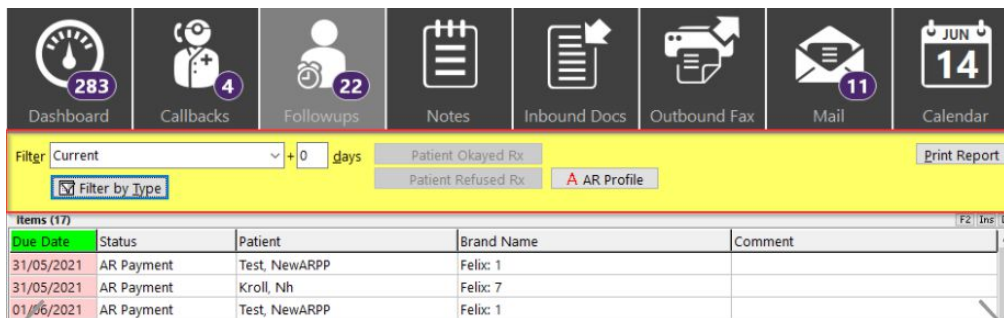 283
4
22
11
JUN
14
Dashboard Callbacks Followups Notes Inbound Docs Outbound Fax Mail Calendar
Filter Current + 0 days Patient Okayed Rx Print Report
Filter by Type Patient Refused Rx A AR Profile
Items (17) F2 Ins
Due Date Status Patient Brand Name Comment
31/05/2021 AR Payment Test, NewARPP Felix: 1
31/05/2021 AR Payment Kroll, Nh Felix: 7
01/06/2021 AR Payment Test, NewARPP Felix: 1